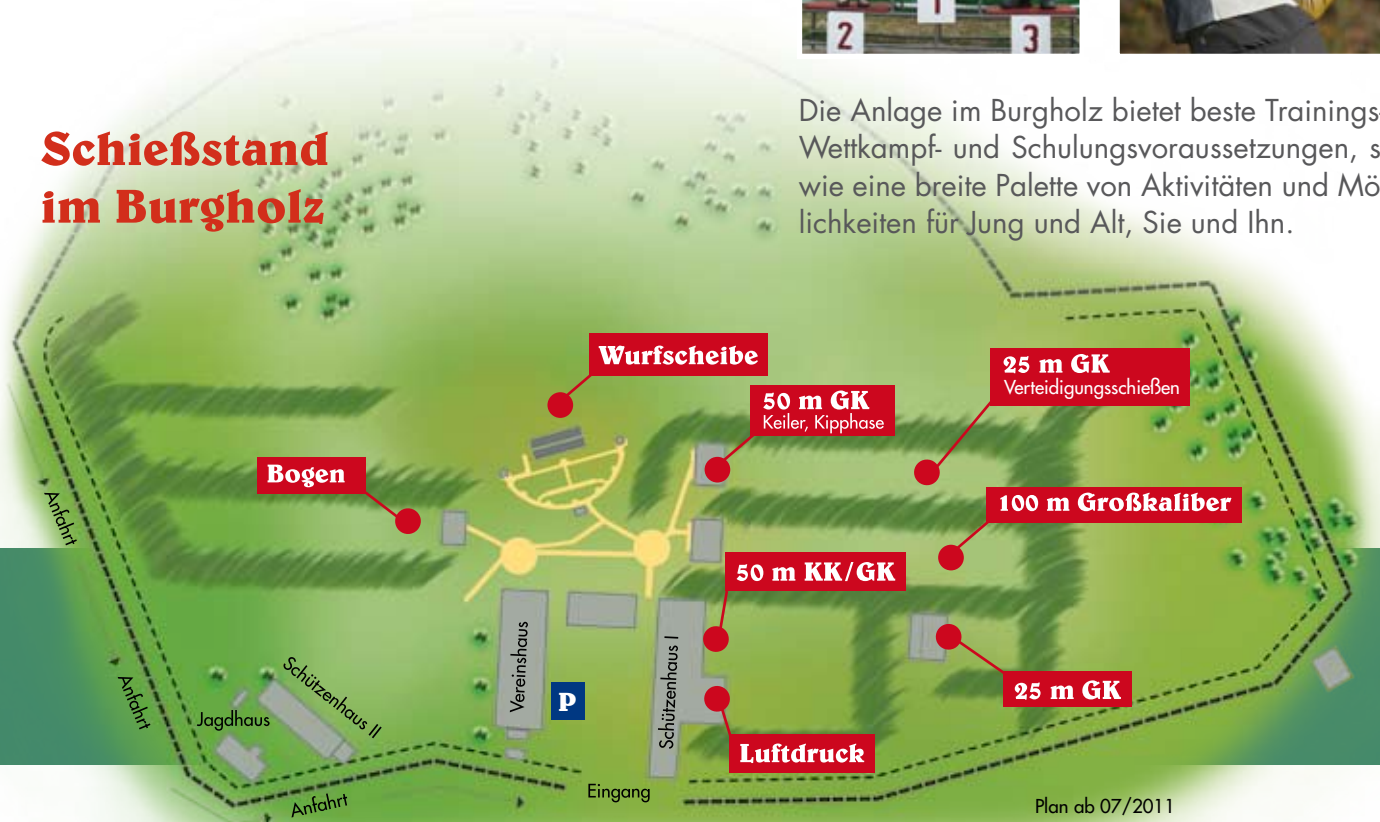 2
1
3
Schießstand
im Burgholz
Die Anlage im Burgholz bietet beste Trainings-
Wettkampf- und Schulungsvoraussetzungen, s
wie eine breite Palette von Aktivitäten und Mö
lichkeiten für Jung und Alt, Sie und Ihn.
Wurfscheibe
25 m GK
Verteidigungsschießen
50 m GK
Keiler, Kipphase
Bogen
100 m Großkaliber
Anfahrt
50 m KK/GK
Vereinshaus
Schützenhaus I
P
25 m GK
Schützenhaus II
Anfahrt
Jagdhaus
Luftdruck
Eingang
Anfahrt
Plan ab 07/2011